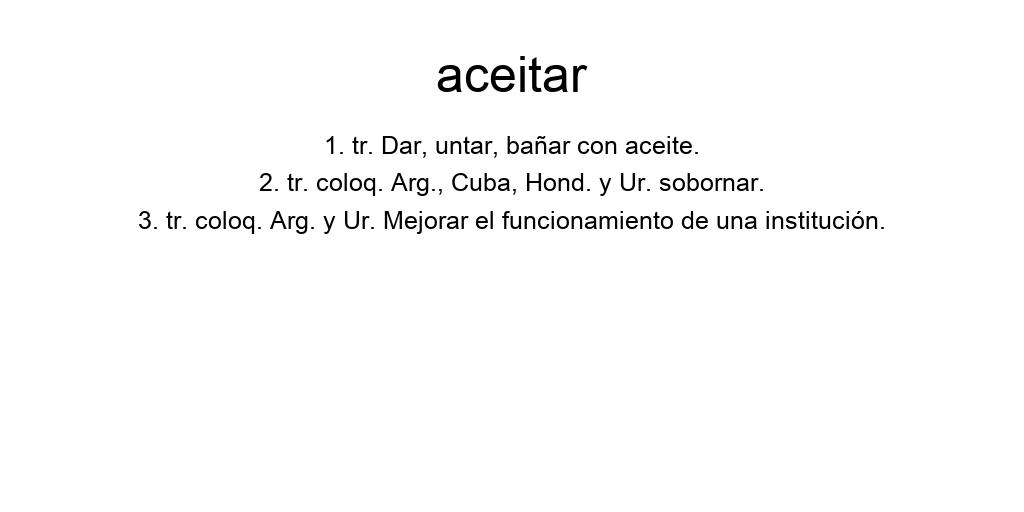 aceitar
1. tr. Dar, untar, bañar con aceite.
2. tr. coloq. Arg., Cuba, Hond. y Ur. sobornar.
3. tr. coloq. Arg. y Ur. Mejorar el funcionamiento de una institución.